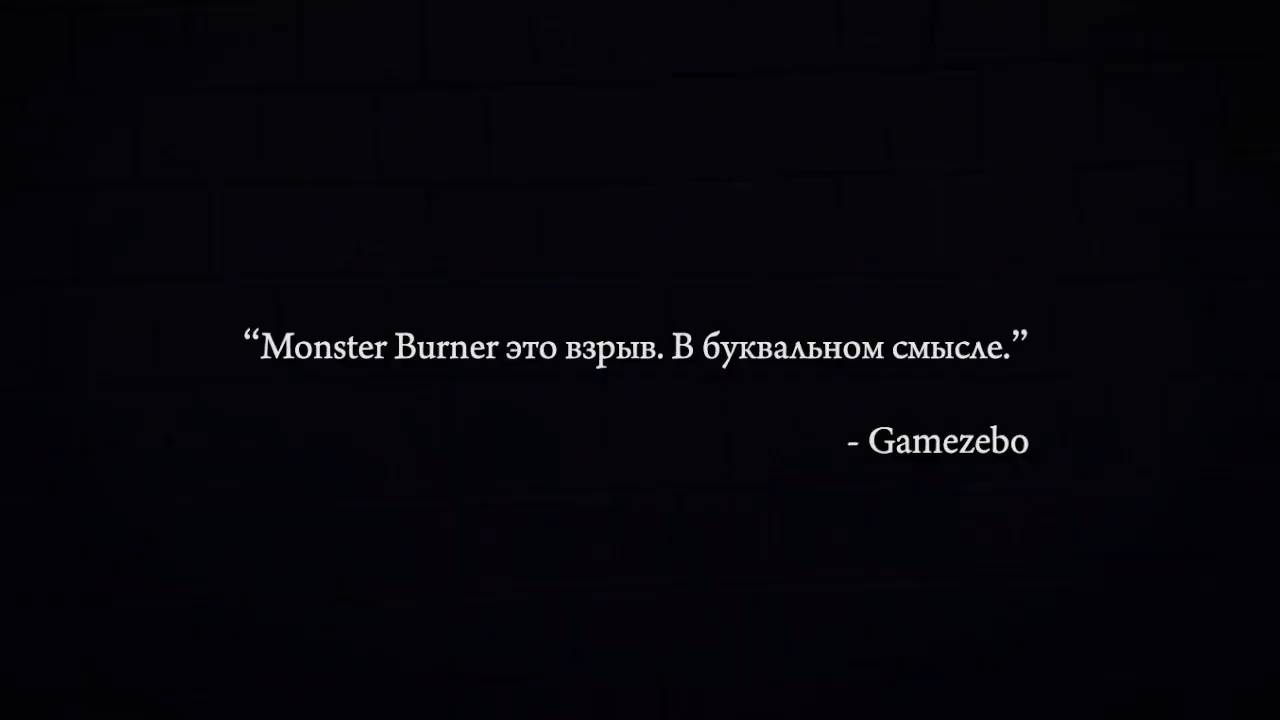 “Monster Burner это взрыв. В буквальном смысле.”
- Gamezebo